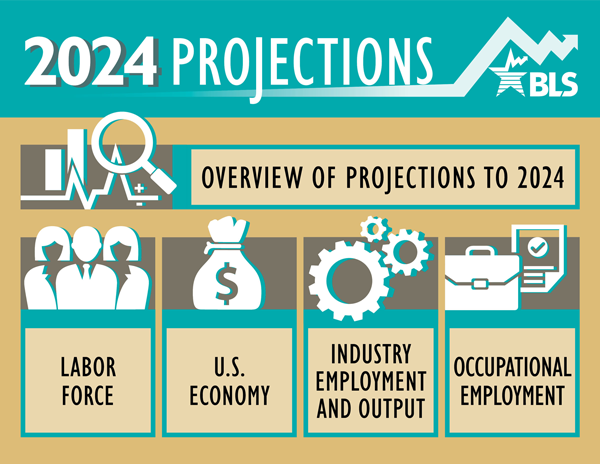 2024 PROJECTIONS
BLS
OVERVIEW OF PROJECTIONS TO 2024
$
LABOR
FORCE
U.S.
ECONOMY
INDUSTRY
EMPLOYMENT
AND OUTPUT
OCCUPATIONAL
EMPLOYMENT